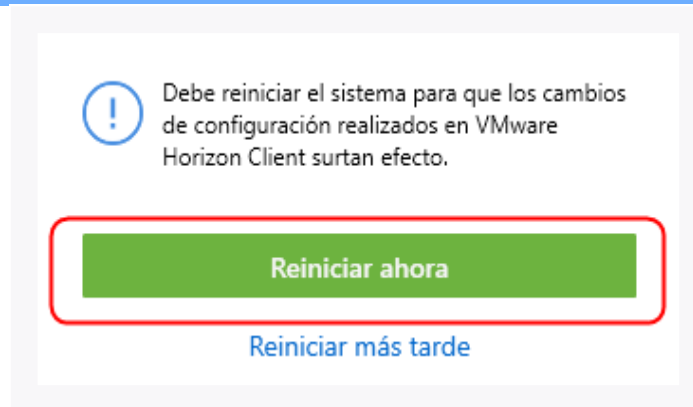 Debe reiniciar el sistema para que los cambios
de configuración realizados en VMware
Horizon Client surtan efecto.
Reiniciar ahora
Reiniciar más tarde